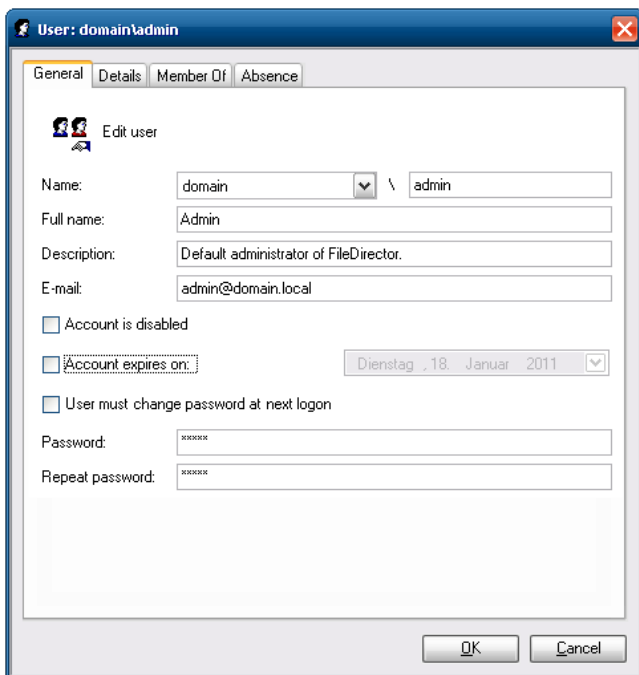 User: domain\admin
General Details Member Of Absence
Edit user
Name: domain \ admin
Full name: Admin
Description: Default administrator of FileDirector.
E-mail: admin@domain.local
Account is disabled
Account expires on: Dienstag , 18. Januar 2011
User must change password at next logon
Password: *****
Repeat password: *****
OK Cancel